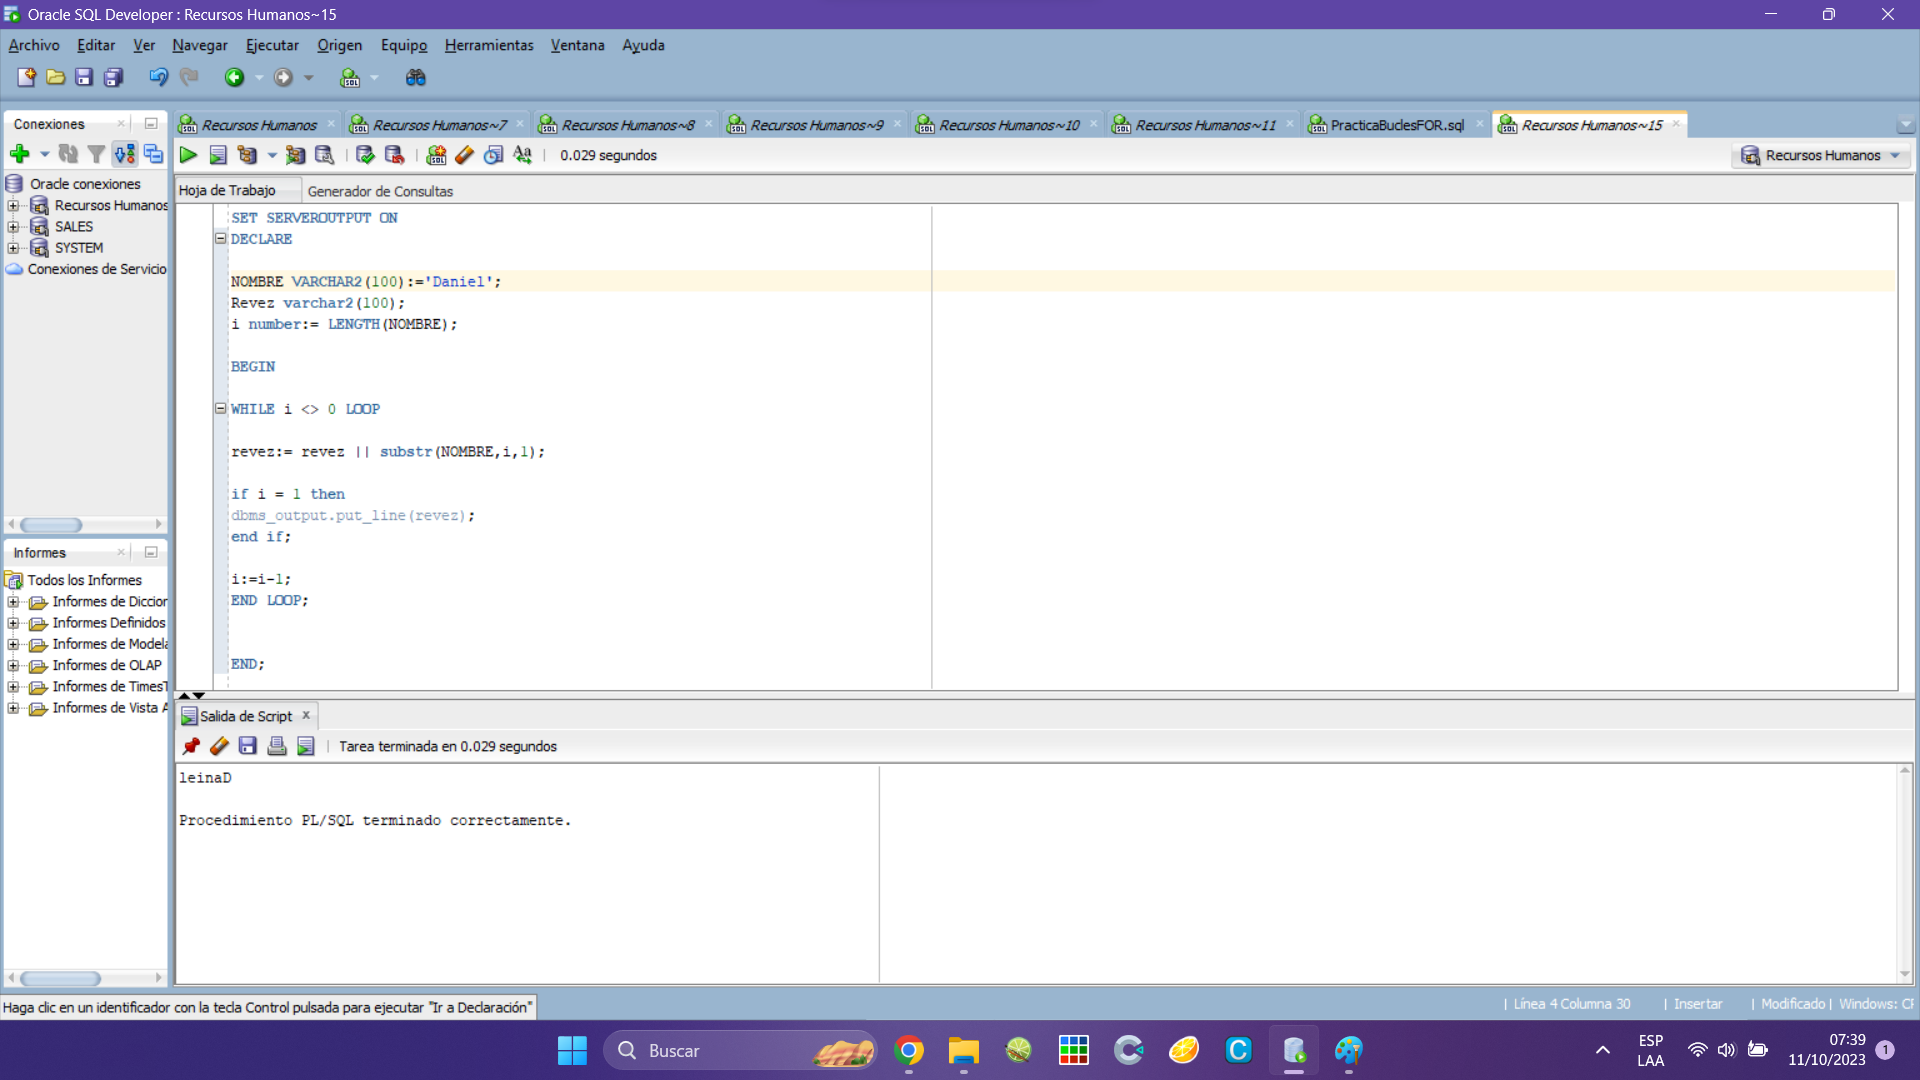 Oracle SQL Developer : Recursos Humanos~15
Archivo Editar Ver Navegar Ejecutar Origen Equipo Herramientas Ventana Ayuda
Conexiones
Recursos Humanos Recursos Humanos~7 Recursos Humanos~8 Recursos Humanos~9 Recursos Humanos~10 Recursos Humanos~11 PracticaBuclesFOR.sql Recursos Humanos~15
0.029 segundos
Recursos Humanos
Oracle conexiones
Recursos Humanos
SALES
SYSTEM
Conexiones de Servicio
Hoja de Trabajo Generador de Consultas
SET SERVEROUTPUT ON
DECLARE
NOMBRE VARCHAR2(100):='Daniel';
Revez varchar2(100);
i number:= LENGTH(NOMBRE);
BEGIN
WHILE i <> 0 LOOP
revez:= revez || substr(NOMBRE,i,1);
if i = 1 then
dbms_output.put_line(revez);
end if;
i:=i-1;
END LOOP;
END;
Informes
Todos los Informes
Informes de Diccion
Informes Definidos
Informes de Modela
Informes de OLAP
Informes de TimesT
Informes de Vista A
Salida de Script
Tarea terminada en 0.029 segundos
leinaD
Procedimiento PL/SQL terminado correctamente.
Haga clic en un identificador con la tecla Control pulsada para ejecutar "Ir a Declaración"
| Línea 4 Columna 30 | Insertar | Modificado | Windows: CF
Buscar
ESP
LAA
07:39
11/10/2023
1